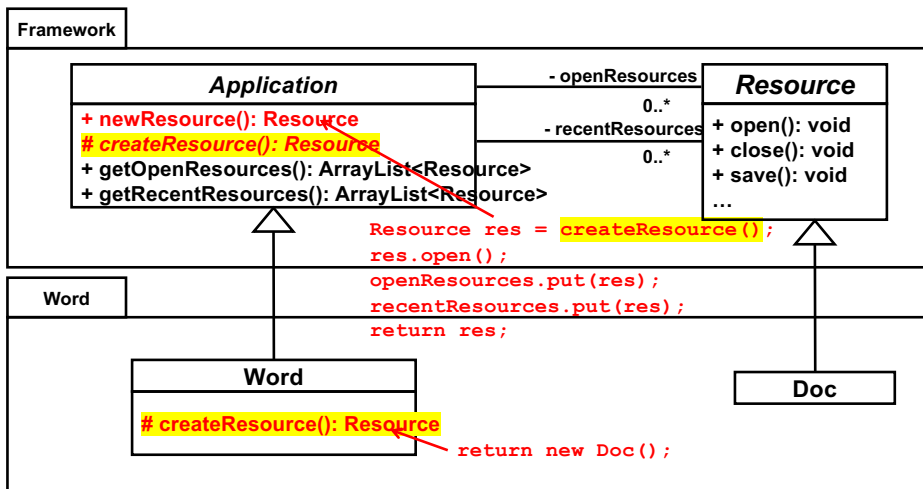 Framework
Application
+ newResource(): Resource
# createResource(): Resource
+ getOpenResources(): ArrayList<Resource>
+ getRecentResources(): ArrayList<Resource>
- openResources
0..*
- recentResources
0..*
Resource
+ open(): void
+ close(): void
+ save(): void
…
Resource res = createResource();
res.open();
openResources.put(res);
recentResources.put(res);
return res;
Word
Word
# createResource(): Resource
return new Doc();
Doc